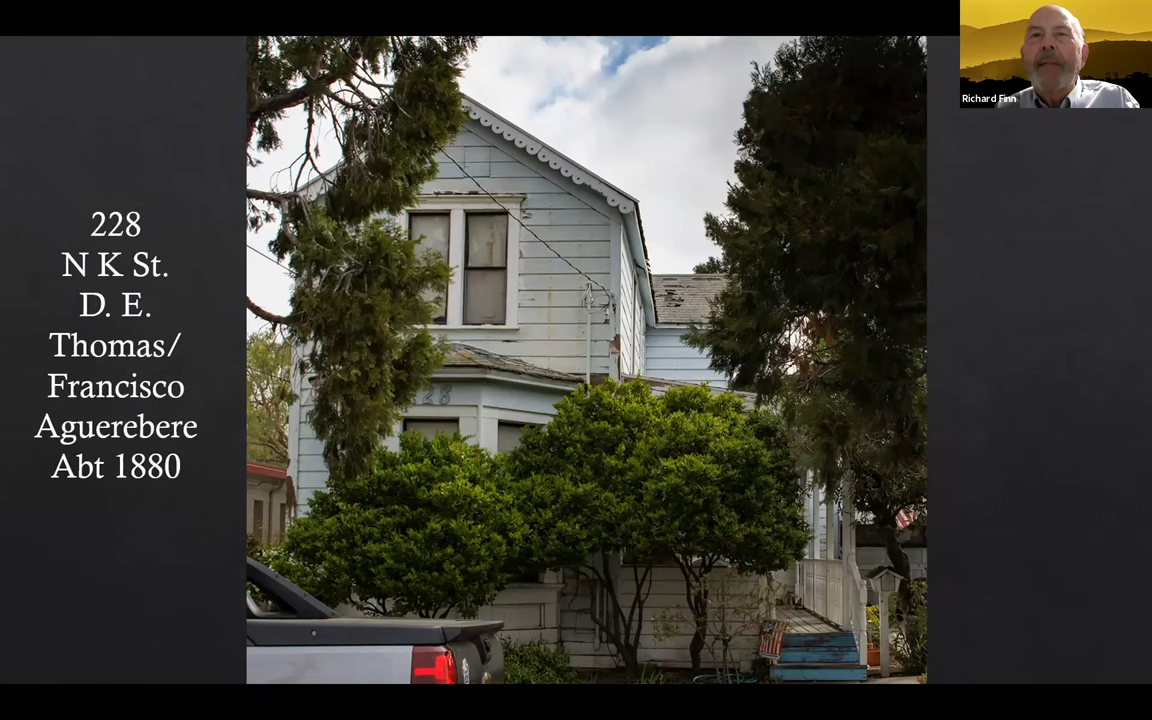 228
N K St.
D. E.
Thomas/
Francisco
Aguerebere
Abt 1880
Richard Finn